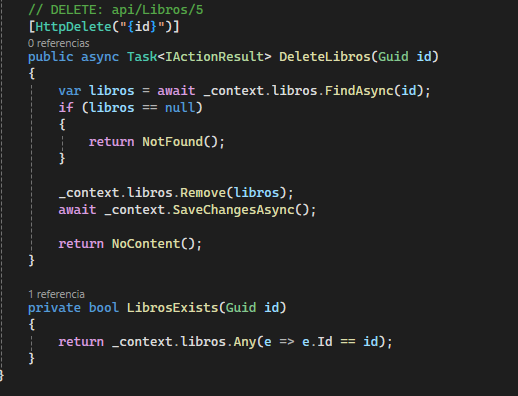 // DELETE: api/Libros/5
[HttpDelete("{id}")]
0 referencias
public async Task<IActionResult> DeleteLibros(Guid id)
{
var libros = await _context.libros.FindAsync(id);
if (libros == null)
{
return NotFound();
}
_context.libros.Remove(libros);
await _context.SaveChangesAsync();
return NoContent();
}
1 referencia
private bool LibrosExists(Guid id)
{
return _context.libros.Any(e => e.Id == id);
}
}